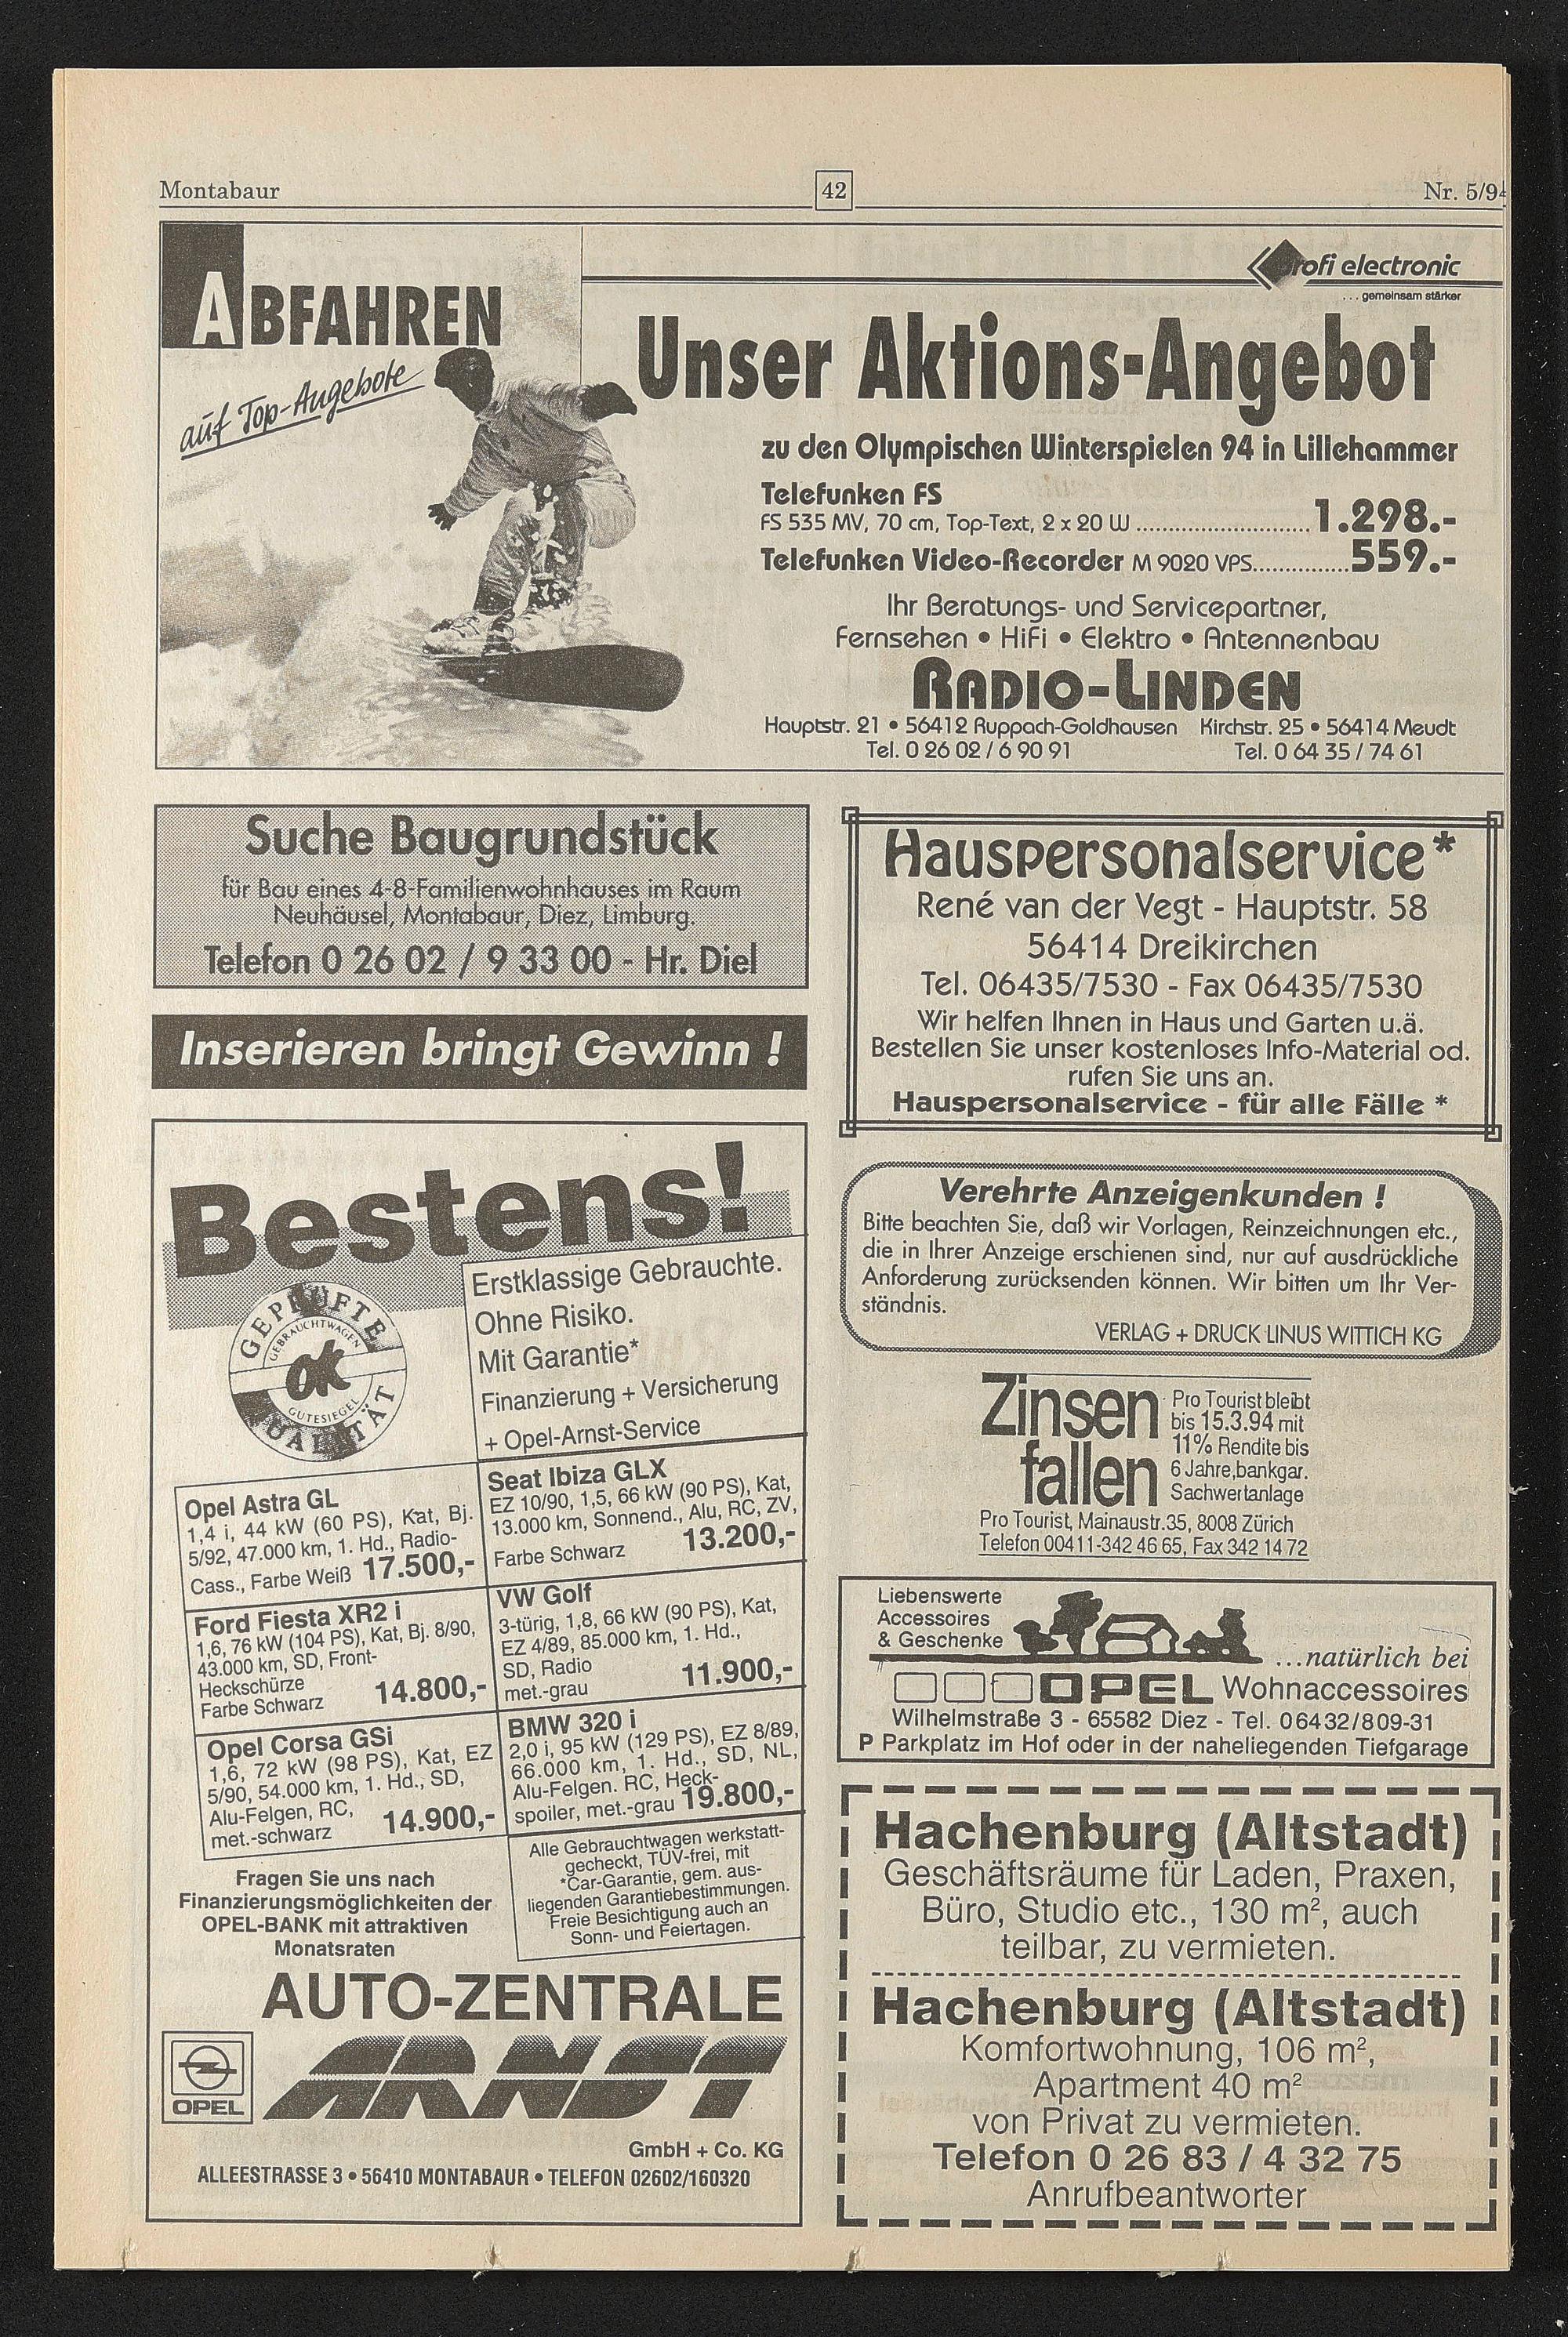 Montabaur
42
Nr. 5/94
ABFAHREN
auf Top-Angebote
profi electronic
...gemeinsam stärker
Unser Aktions-Angebot
zu den Olympischen Winterspielen 94 in Lillehammer
Telefunken FS
FS 535 MV, 70 cm, Top-Text, 2 x 20 W ........................... 1.298.-
Telefunken Video-Recorder M 9020 VPS............... 559.-
Ihr Beratungs- und Servicepartner,
Fernsehen • HiFi • Elektro • Antennenbau
RADIO-LINDEN
Hauptstr. 21 • 56412 Ruppach-Goldhausen Kirchstr. 25 • 56414 Meudt
Tel. 0 26 02 / 6 90 91 Tel. 0 64 35 / 74 61
Suche Baugrundstück
für Bau eines 4-8-Familienwohnhauses im Raum
Neuhäusel, Montabaur, Diez, Limburg.
Telefon 0 26 02 / 9 33 00 - Hr. Diel
Inserieren bringt Gewinn !
Bestens!
GEPRÜFTE
GEBRAUCHTWAGEN
OK
GUTESIEGEL
QUALITÄT
Erstklassige Gebrauchte.
Ohne Risiko.
Mit Garantie*
Finanzierung + Versicherung
+ Opel-Arnst-Service
Opel Astra GL
1,4 i, 44 kW (60 PS), Kat, Bj.
5/92, 47.000 km, 1. Hd., Radio-
Cass., Farbe Weiß 17.500,-
Seat Ibiza GLX
EZ 10/90, 1,5, 66 kW (90 PS), Kat,
13.000 km, Sonnend., Alu, RC, ZV,
Farbe Schwarz 13.200,-
Ford Fiesta XR2 i
1,6, 76 kW (104 PS), Kat, Bj. 8/90,
43.000 km, SD, Front-
Heckschürze
Farbe Schwarz 14.800,-
VW Golf
3-türig, 1,8, 66 kW (90 PS), Kat,
EZ 4/89, 85.000 km, 1. Hd.,
SD, Radio
met.-grau 11.900,-
Opel Corsa GSi
1,6, 72 kW (98 PS), Kat, EZ
5/90, 54.000 km, 1. Hd., SD,
Alu-Felgen, RC,
met.-schwarz 14.900,-
BMW 320 i
2,0 i, 95 kW (129 PS), EZ 8/89,
66.000 km, 1. Hd., SD, NL,
Alu-Felgen. RC, Heck-
spoiler, met.-grau 19.800,-
Fragen Sie uns nach
Finanzierungsmöglichkeiten der
OPEL-BANK mit attraktiven
Monatsraten
Alle Gebrauchtwagen werkstatt-
gecheckt, TÜV-frei, mit
*Car-Garantie, gem. aus-
liegenden Garantiebestimmungen.
Freie Besichtigung auch an
Sonn- und Feiertagen.
AUTO-ZENTRALE
ARNDT
OPEL
GmbH + Co. KG
ALLEESTRASSE 3 • 56410 MONTABAUR • TELEFON 02602/160320
Hauspersonalservice*
René van der Vegt - Hauptstr. 58
56414 Dreikirchen
Tel. 06435/7530 - Fax 06435/7530
Wir helfen Ihnen in Haus und Garten u.ä.
Bestellen Sie unser kostenloses Info-Material od.
rufen Sie uns an.
Hauspersonalservice - für alle Fälle *
Verehrte Anzeigenkunden !
Bitte beachten Sie, daß wir Vorlagen, Reinzeichnungen etc.,
die in Ihrer Anzeige erschienen sind, nur auf ausdrückliche
Anforderung zurücksenden können. Wir bitten um Ihr Ver-
ständnis.
VERLAG + DRUCK LINUS WITTICH KG
Zinsen
fallen
Pro Tourist bleibt
bis 15.3.94 mit
11% Rendite bis
6 Jahre, bankgar.
Sachwertanlage
Pro Tourist, Mainaustr.35, 8008 Zürich
Telefon 00411-342 46 65, Fax 342 14 72
Liebenswerte
Accessoires
& Geschenke
...natürlich bei
OPEL Wohnaccessoires
Wilhelmstraße 3 - 65582 Diez - Tel. 06432/809-31
P Parkplatz im Hof oder in der naheliegenden Tiefgarage
Hachenburg (Altstadt)
Geschäftsräume für Laden, Praxen,
Büro, Studio etc., 130 m², auch
teilbar, zu vermieten.
Hachenburg (Altstadt)
Komfortwohnung, 106 m²,
Apartment 40 m²
von Privat zu vermieten.
Telefon 0 26 83 / 4 32 75
Anrufbeantworter